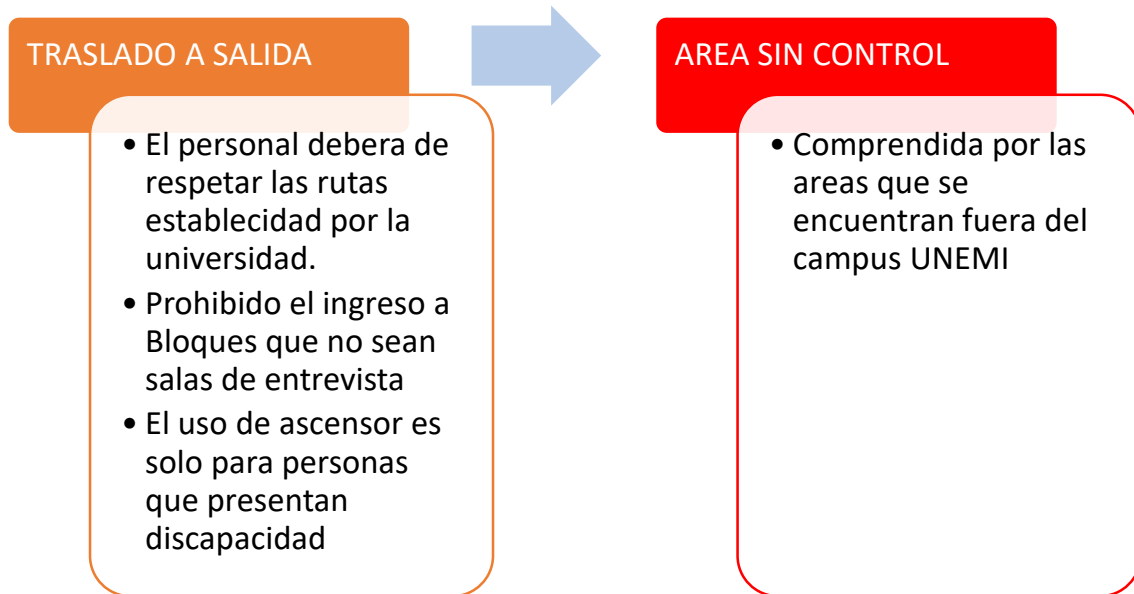 TRASLADO A SALIDA
• El personal debera de
respetar las rutas
establecidad por la
universidad.
• Prohibido el ingreso a
Bloques que no sean
salas de entrevista
• El uso de ascensor es
solo para personas
que presentan
discapacidad
AREA SIN CONTROL
• Comprendida por las
areas que se
encuentran fuera del
campus UNEMI